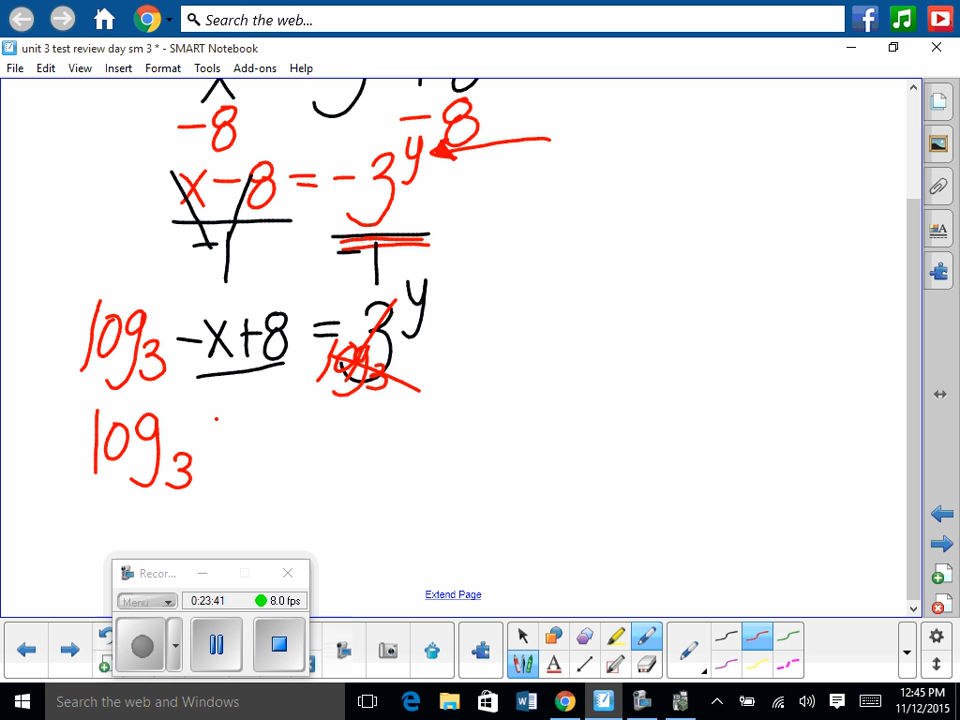 Search the web...
unit 3 test review day sm 3 * - SMART Notebook
File Edit View Insert Format Tools Add-ons Help
-8 -8
x-8 = -3^y
-1 -1
log₃ -x+8 = log₃ 3^y
log₃
Extend Page
Recor...
Menu 0:23:41 8.0 fps
A
Search the web and Windows
12:45 PM
11/12/2015